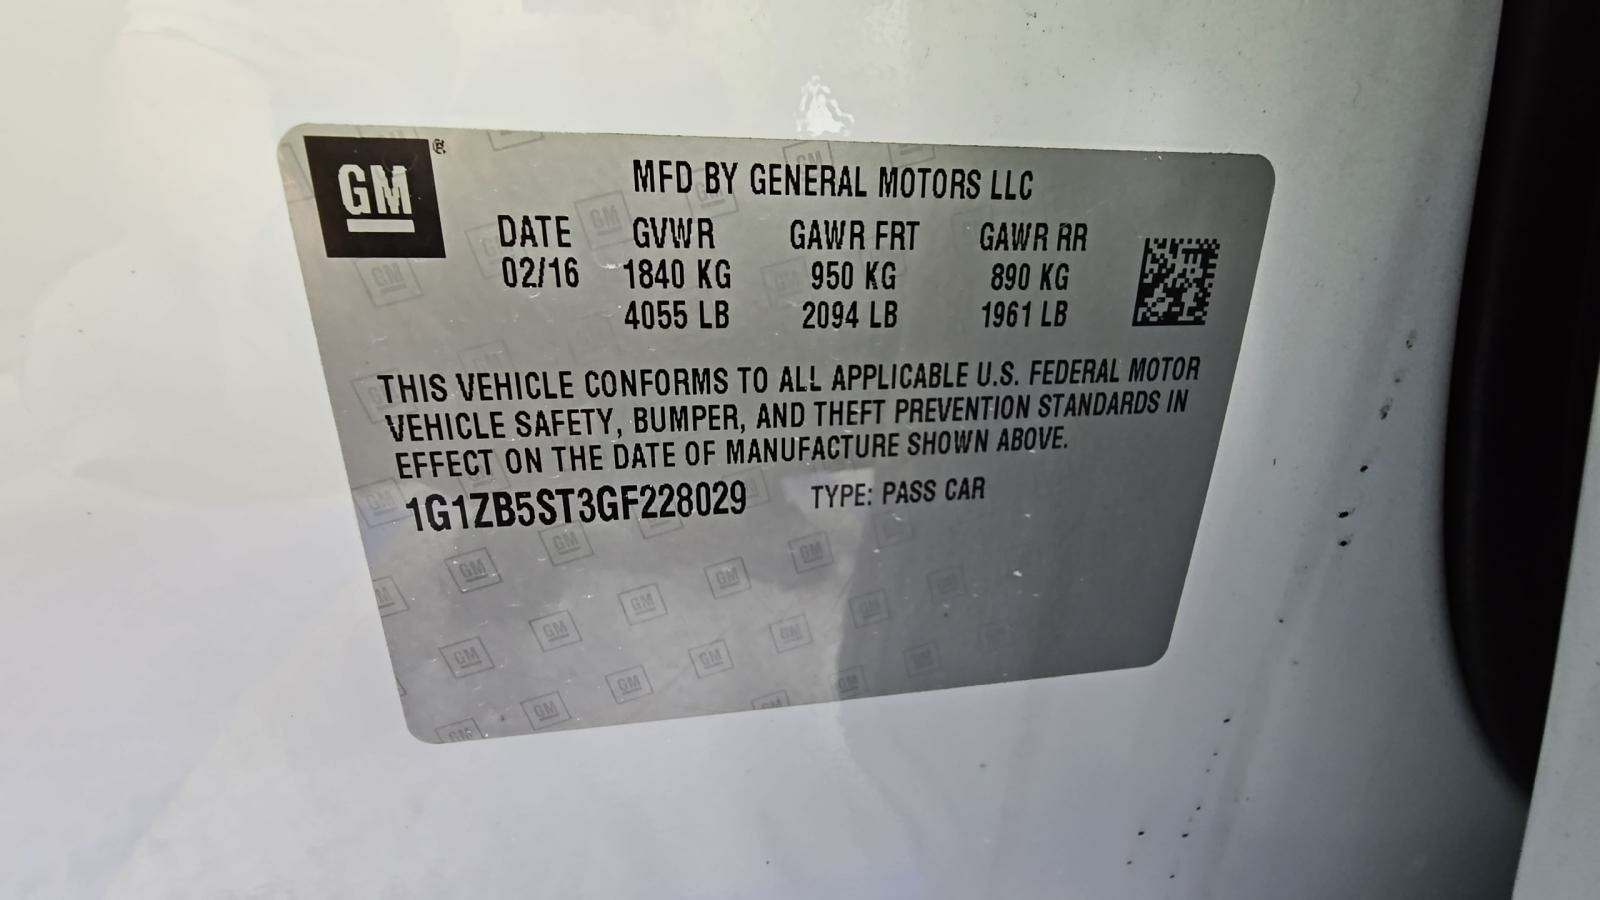 GM®
MFD BY GENERAL MOTORS LLC
DATE GVWR GAWR FRT GAWR RR
02/16 1840 KG 950 KG 890 KG
4055 LB 2094 LB 1961 LB
THIS VEHICLE CONFORMS TO ALL APPLICABLE U.S. FEDERAL MOTOR
VEHICLE SAFETY, BUMPER, AND THEFT PREVENTION STANDARDS IN
EFFECT ON THE DATE OF MANUFACTURE SHOWN ABOVE.
1G1ZB5ST3GF228029 TYPE: PASS CAR